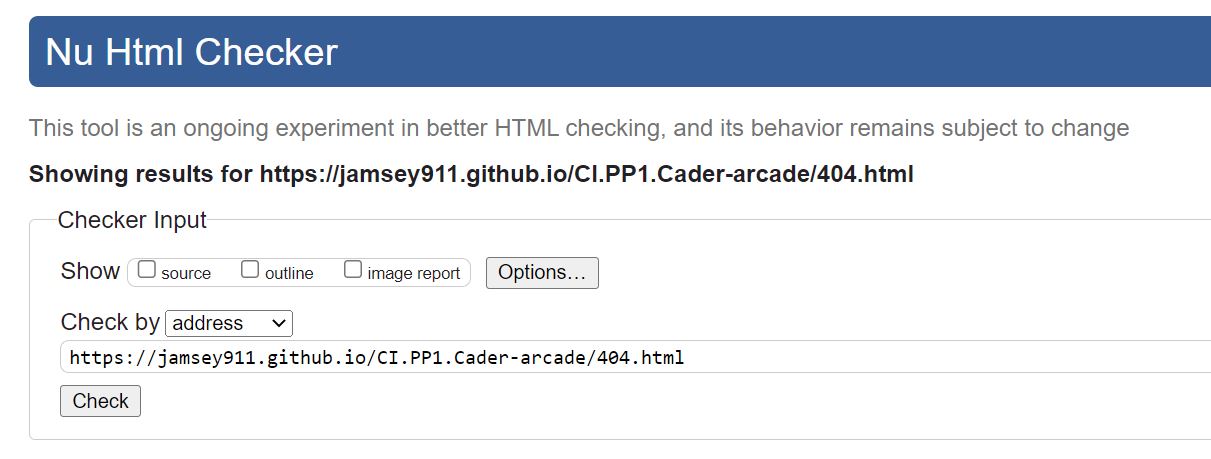 Nu Html Checker
This tool is an ongoing experiment in better HTML checking, and its behavior remains subject to change
Showing results for https://jamsey911.github.io/CI.PP1.Cader-arcade/404.html
Checker Input
Show source outline image report Options...
Check by address
https://jamsey911.github.io/CI.PP1.Cader-arcade/404.html
Check